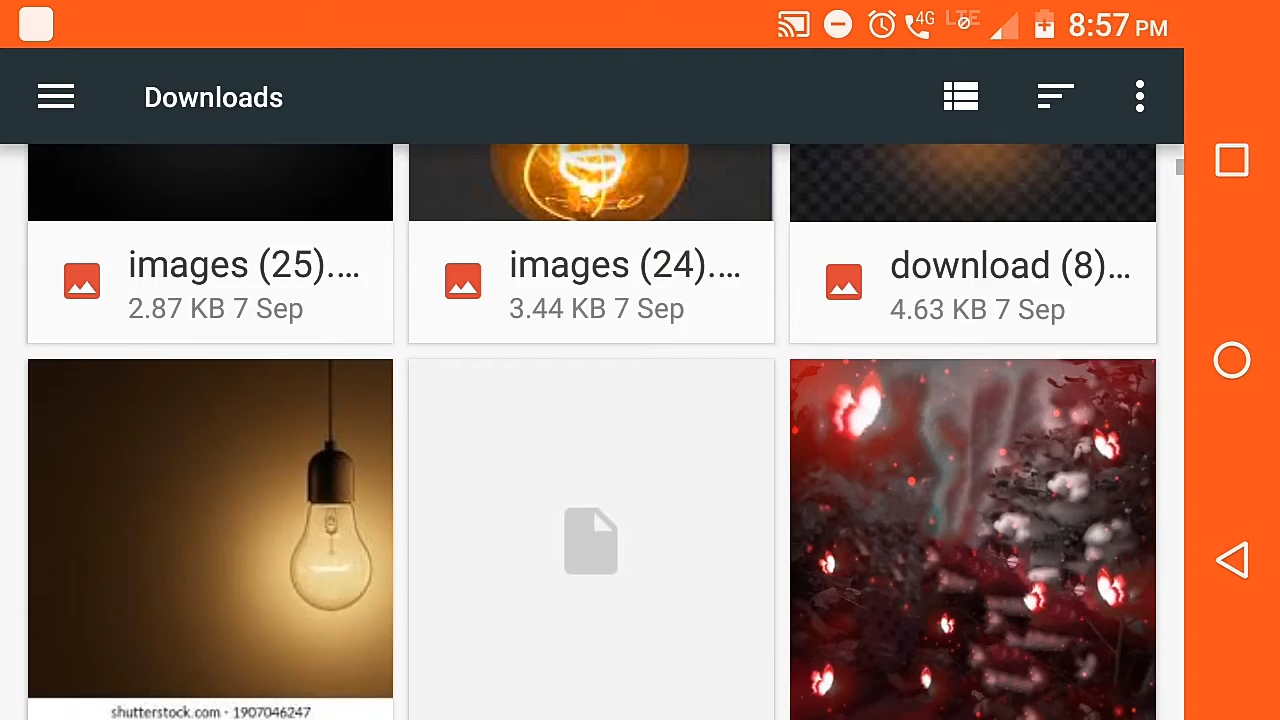 4G LTE 8:57 PM
Downloads
images (25)....
2.87 KB 7 Sep
images (24)....
3.44 KB 7 Sep
download (8)...
4.63 KB 7 Sep
shutterstock.com · 1907046247